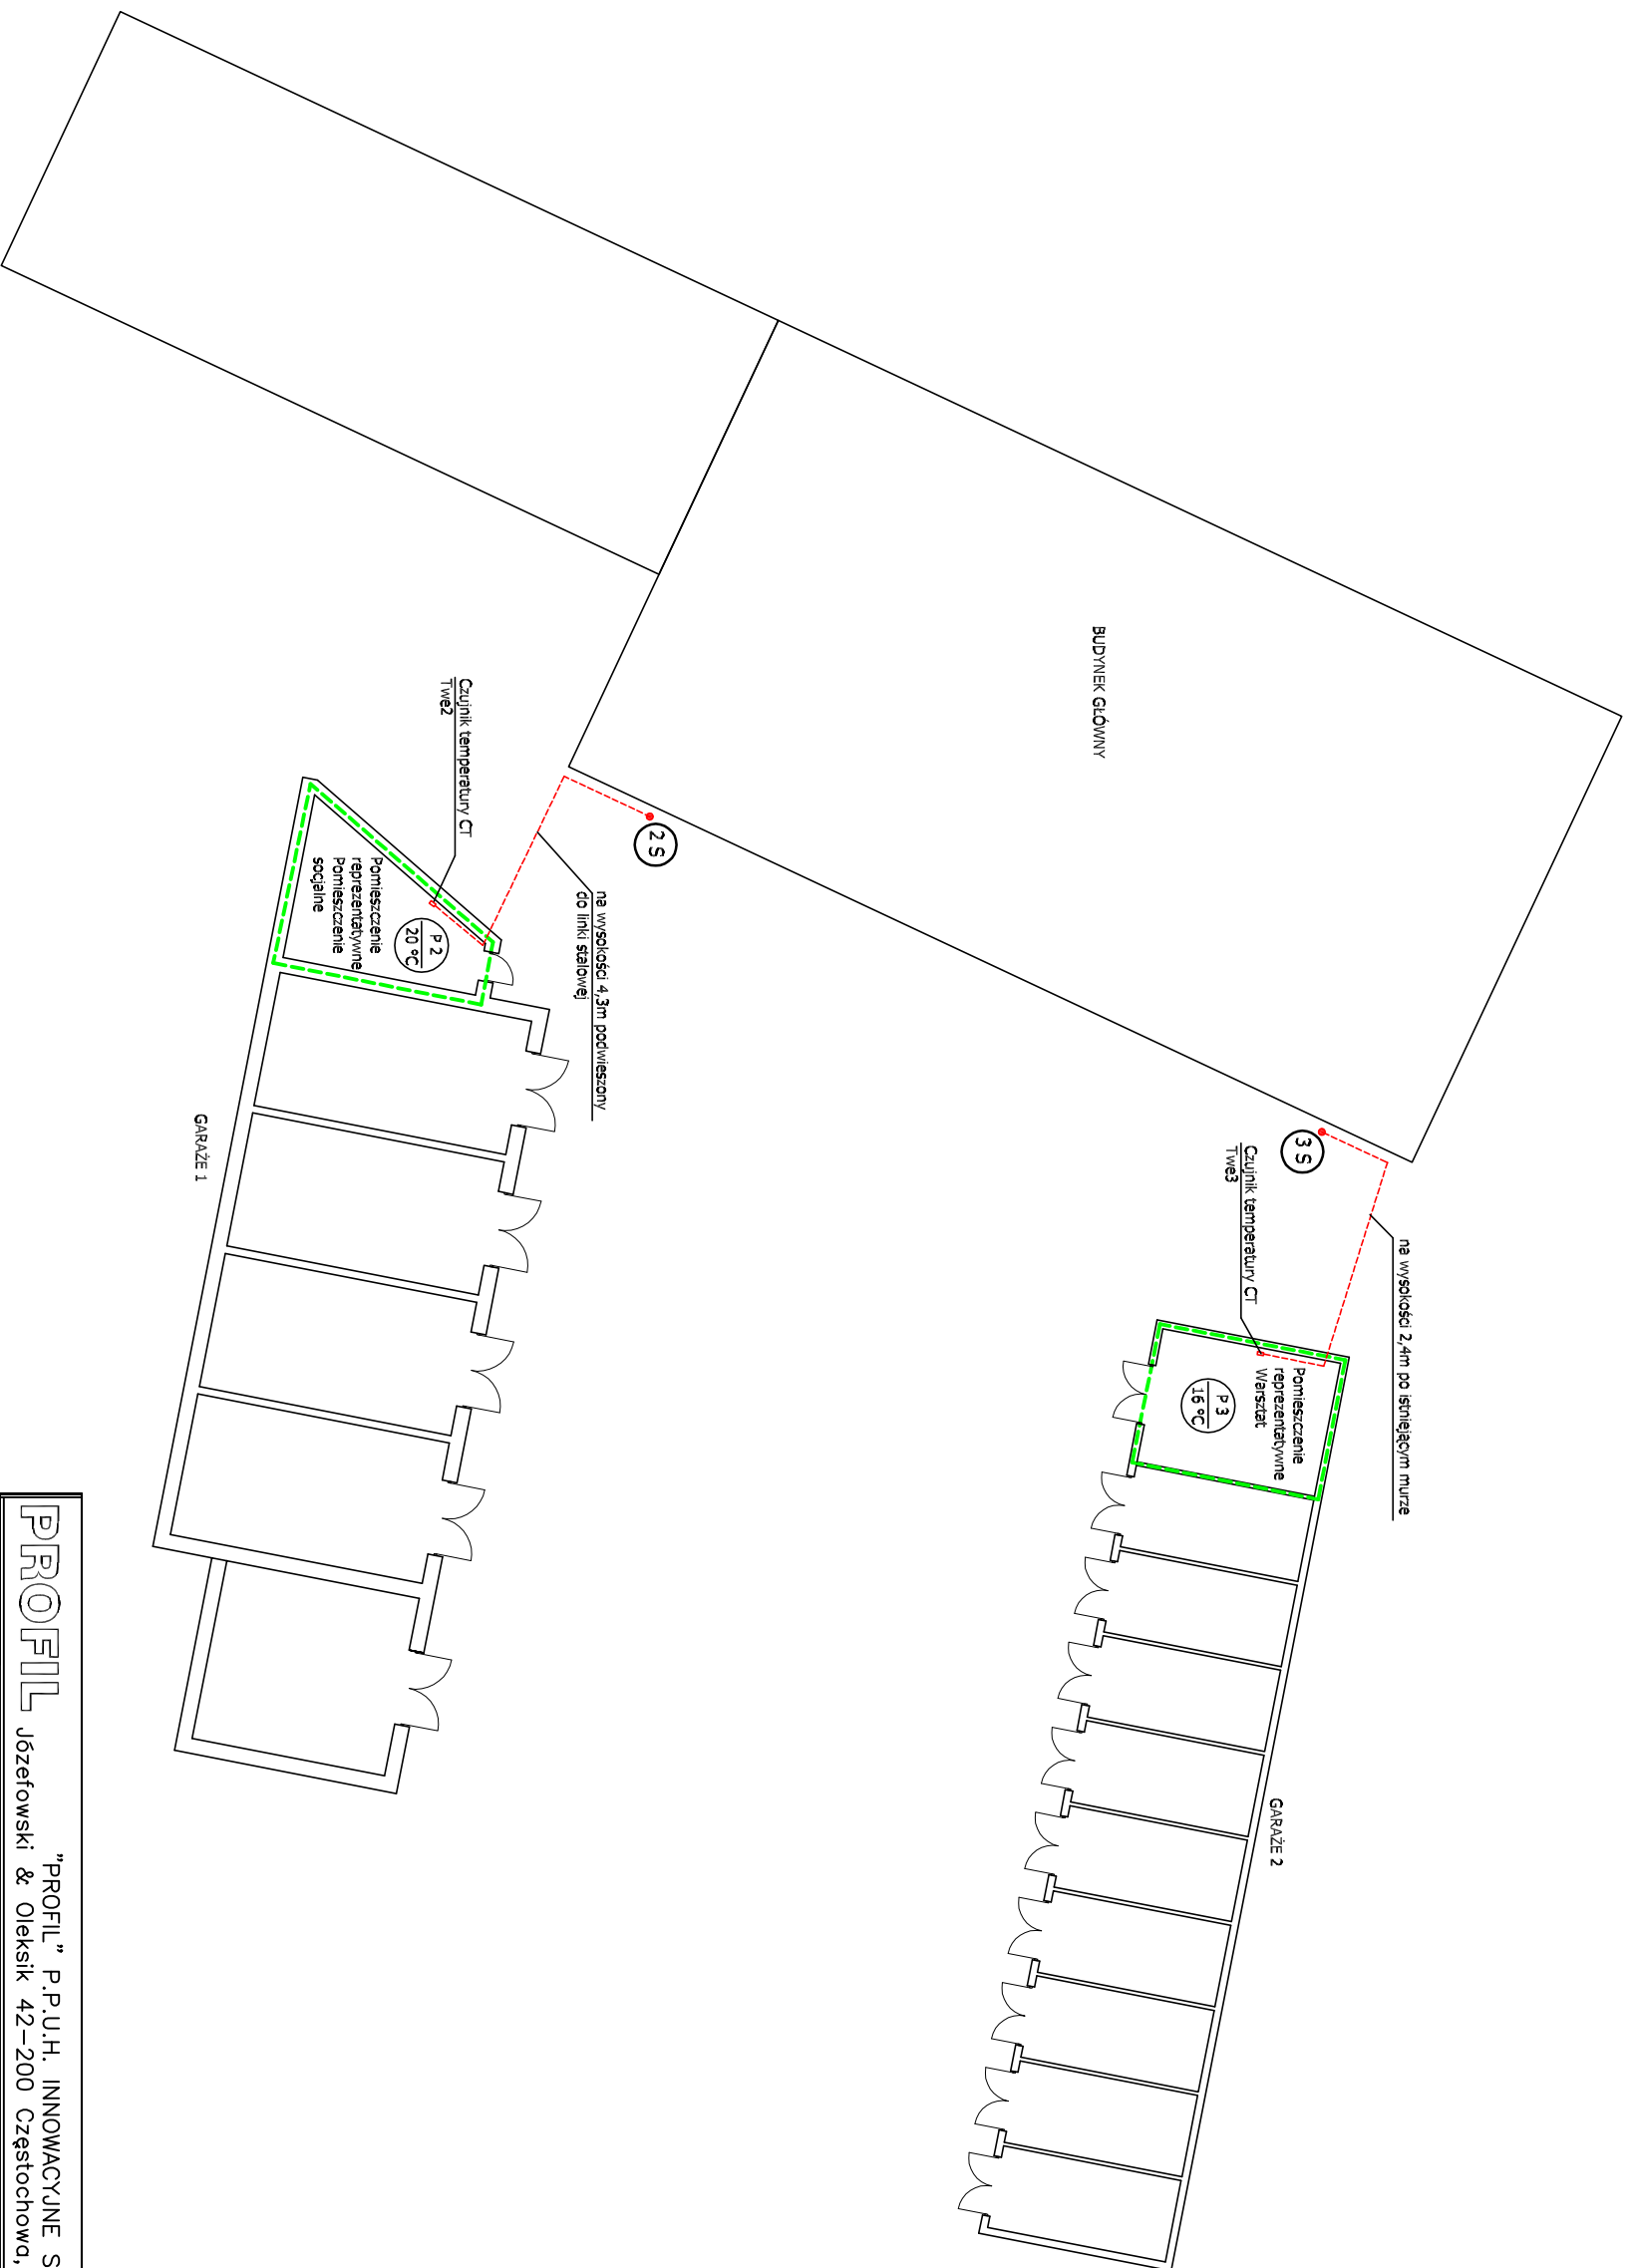 BUDYNEK GŁÓWNY
2 S
3 S
na wysokości 2,4m po istniejącym murze
Czujnik temperatury CT
Twe3
Pomieszczenie
reprezentatywne
Warsztat
P 3
16 °C
GARAŻE 2
na wysokości 4,3m podwieszony
do linki stalowej
Czujnik temperatury CT
Twe2
P 2
20 °C
Pomieszczenie
reprezentatywne
Pomieszczenie
socjalne
GARAŻE 1
PROFIL
"PROFIL" P.P.U.H. INNOWACYJNE S
Józefowski & Oleksik 42-200 Częstochowa,